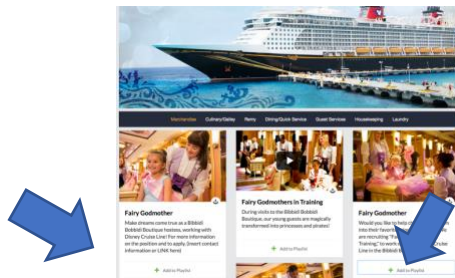 Merchandise Culinary/Galley Remy Dining/Quick Service Guest Services Housekeeping Laundry
Fairy Godmother
Make dreams come true as a Bibbidi
Bobbidi Boutique hostess, working with
Disney Cruise Line! For more information
on the position and to apply, (insert contact
information or LINK here)
+ Add to Playlist
Fairy Godmothers in Training
During visits to the Bibbidi Bobbidi
Boutique, our young guests are magically
transformed into princesses and pirates!
+ Add to Playlist
Fairy Godmother
Would you like to help
into their favorite
are recruiting "Fa
Training," to work
Line in the Bibbidi
+ Add to Playlist